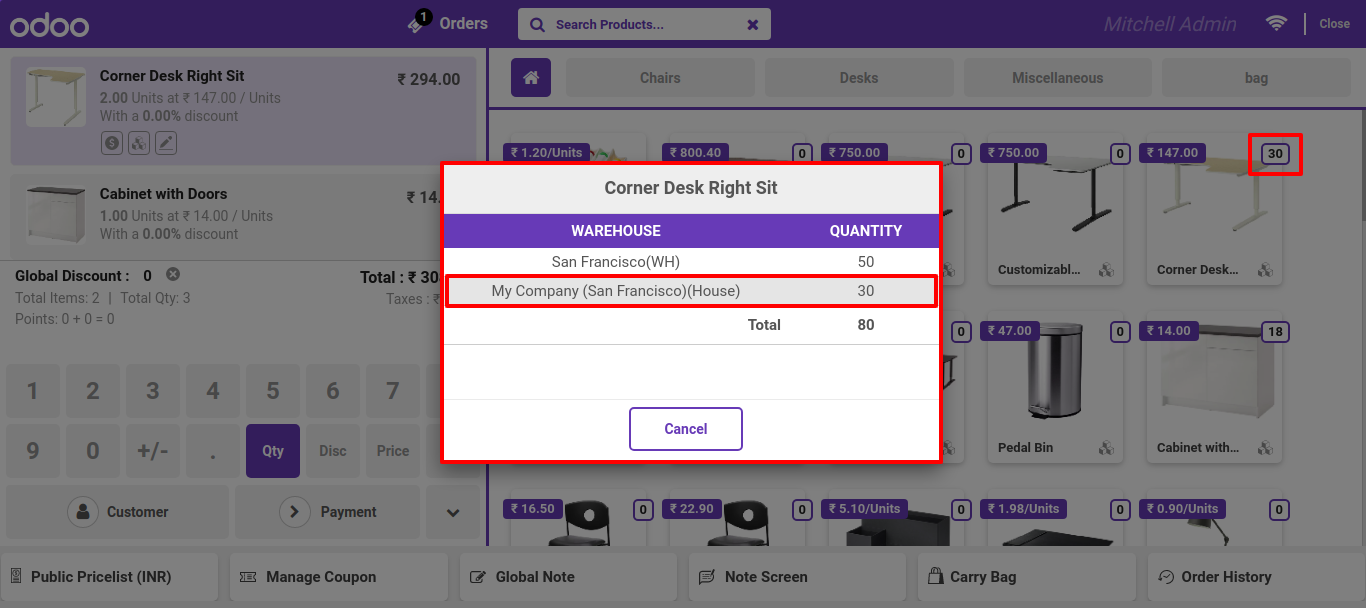 odoo
1
Orders
Search Products...
Mitchell Admin
Close
Corner Desk Right Sit
₹ 294.00
2.00 Units at ₹ 147.00 / Units
With a 0.00% discount
Cabinet with Doors
₹ 14.
1.00 Units at ₹ 14.00 / Units
With a 0.00% discount
Global Discount : 0
Total : ₹ 30
Total Items: 2 | Total Qty: 3
Taxes : ₹
Points: 0 + 0 = 0
1 2 3 4 5 6 7
9 0 +/- . Qty Disc Price
Customer
Payment
Chairs
Desks
Miscellaneous
bag
₹ 1.20/Units
₹ 800.40
0
₹ 750.00
0
₹ 750.00
0
₹ 147.00
30
Customizabl...
Corner Desk...
0
₹ 47.00
0
₹ 14.00
18
Pedal Bin
Cabinet with...
₹ 16.50
0
₹ 22.90
0
₹ 5.10/Units
0
₹ 1.98/Units
0
₹ 0.90/Units
0
Corner Desk Right Sit
WAREHOUSE QUANTITY
San Francisco(WH) 50
My Company (San Francisco)(House) 30
Total 80
Cancel
Public Pricelist (INR)
Manage Coupon
Global Note
Note Screen
Carry Bag
Order History